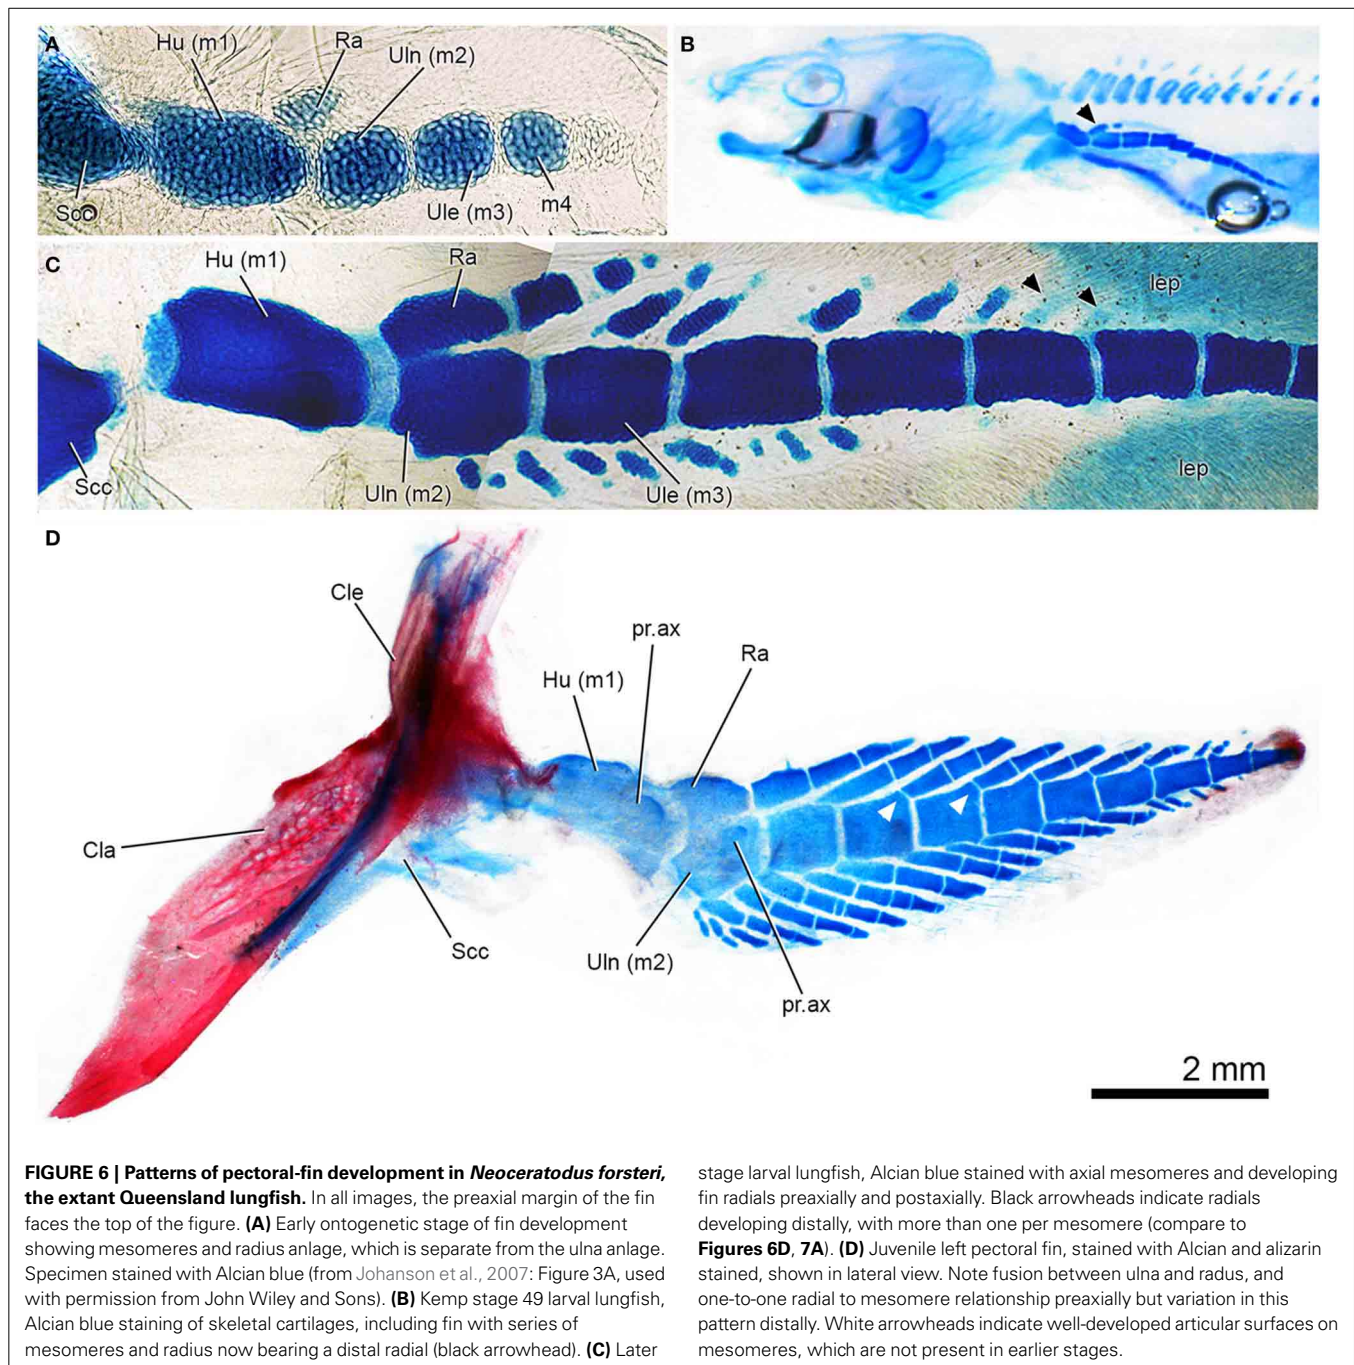 A
Hu (m1)
Ra
Uln (m2)
Scc
Ule (m3)
m4
B
C
Hu (m1)
Ra
lep
Scc
Uln (m2)
Ule (m3)
lep
D
Cle
pr.ax
Ra
Hu (m1)
Cla
Scc
Uln (m2)
pr.ax
2 mm
FIGURE 6 | Patterns of pectoral-fin development in Neoceratodus forsteri,
the extant Queensland lungfish. In all images, the preaxial margin of the fin
faces the top of the figure. (A) Early ontogenetic stage of fin development
showing mesomeres and radius anlage, which is separate from the ulna anlage.
Specimen stained with Alcian blue (from Johanson et al., 2007: Figure 3A, used
with permission from John Wiley and Sons). (B) Kemp stage 49 larval lungfish,
Alcian blue staining of skeletal cartilages, including fin with series of
mesomeres and radius now bearing a distal radial (black arrowhead). (C) Later
stage larval lungfish, Alcian blue stained with axial mesomeres and developing
fin radials preaxially and postaxially. Black arrowheads indicate radials
developing distally, with more than one per mesomere (compare to
Figures 6D, 7A). (D) Juvenile left pectoral fin, stained with Alcian and alizarin
stained, shown in lateral view. Note fusion between ulna and radus, and
one-to-one radial to mesomere relationship preaxially but variation in this
pattern distally. White arrowheads indicate well-developed articular surfaces on
mesomeres, which are not present in earlier stages.